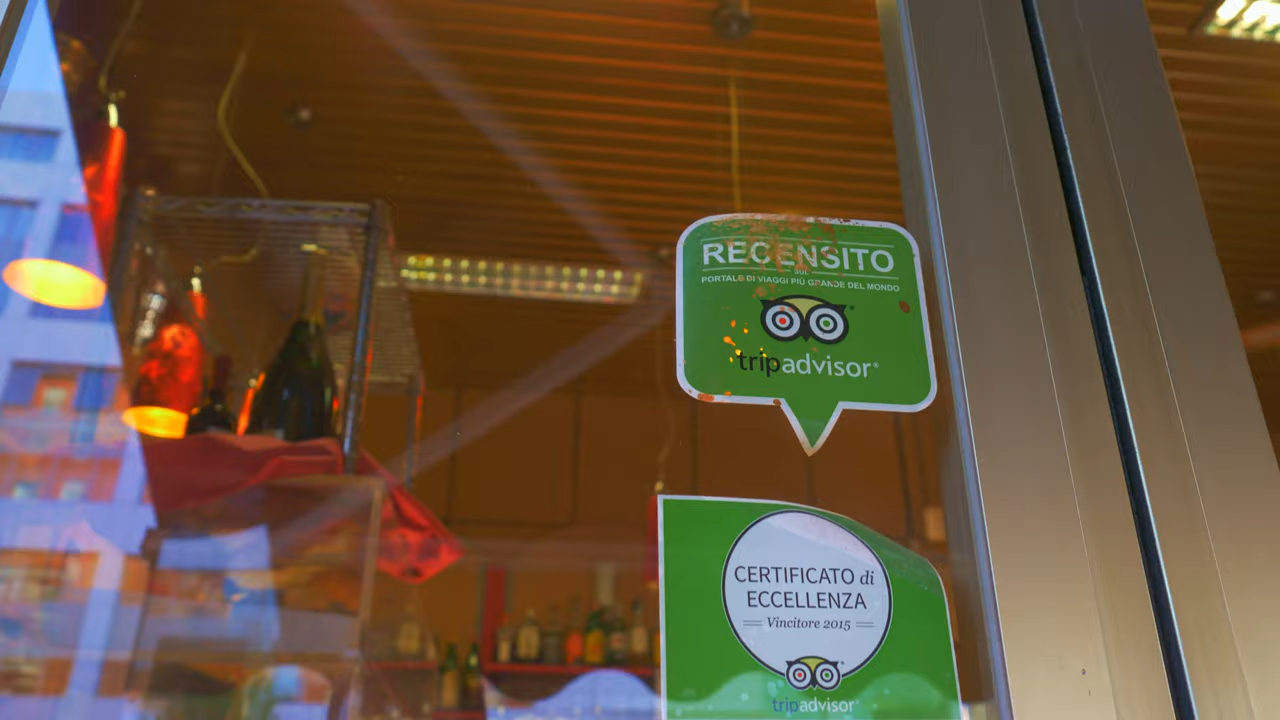 RECENSITO
SUL
PORTALE DI VIAGGI PIÙ GRANDE DEL MONDO
tripadvisor®
CERTIFICATO di
ECCELLENZA
Vincitore 2015
tripadvisor®